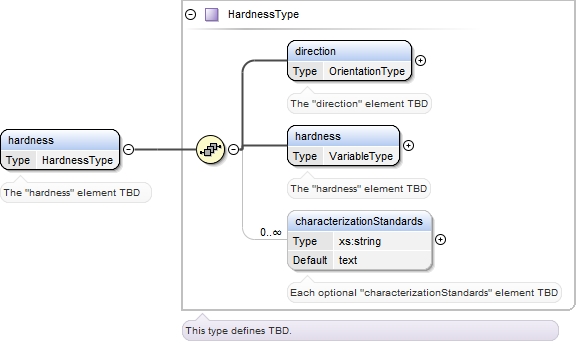 HardnessType
direction
Type OrientationType
The "direction" element TBD
hardness
Type HardnessType
The "hardness" element TBD
hardness
Type VariableType
The "hardness" element TBD
0..∞
characterizationStandards
Type xs:string
Default text
Each optional "characterizationStandards" element TBD
This type defines TBD.